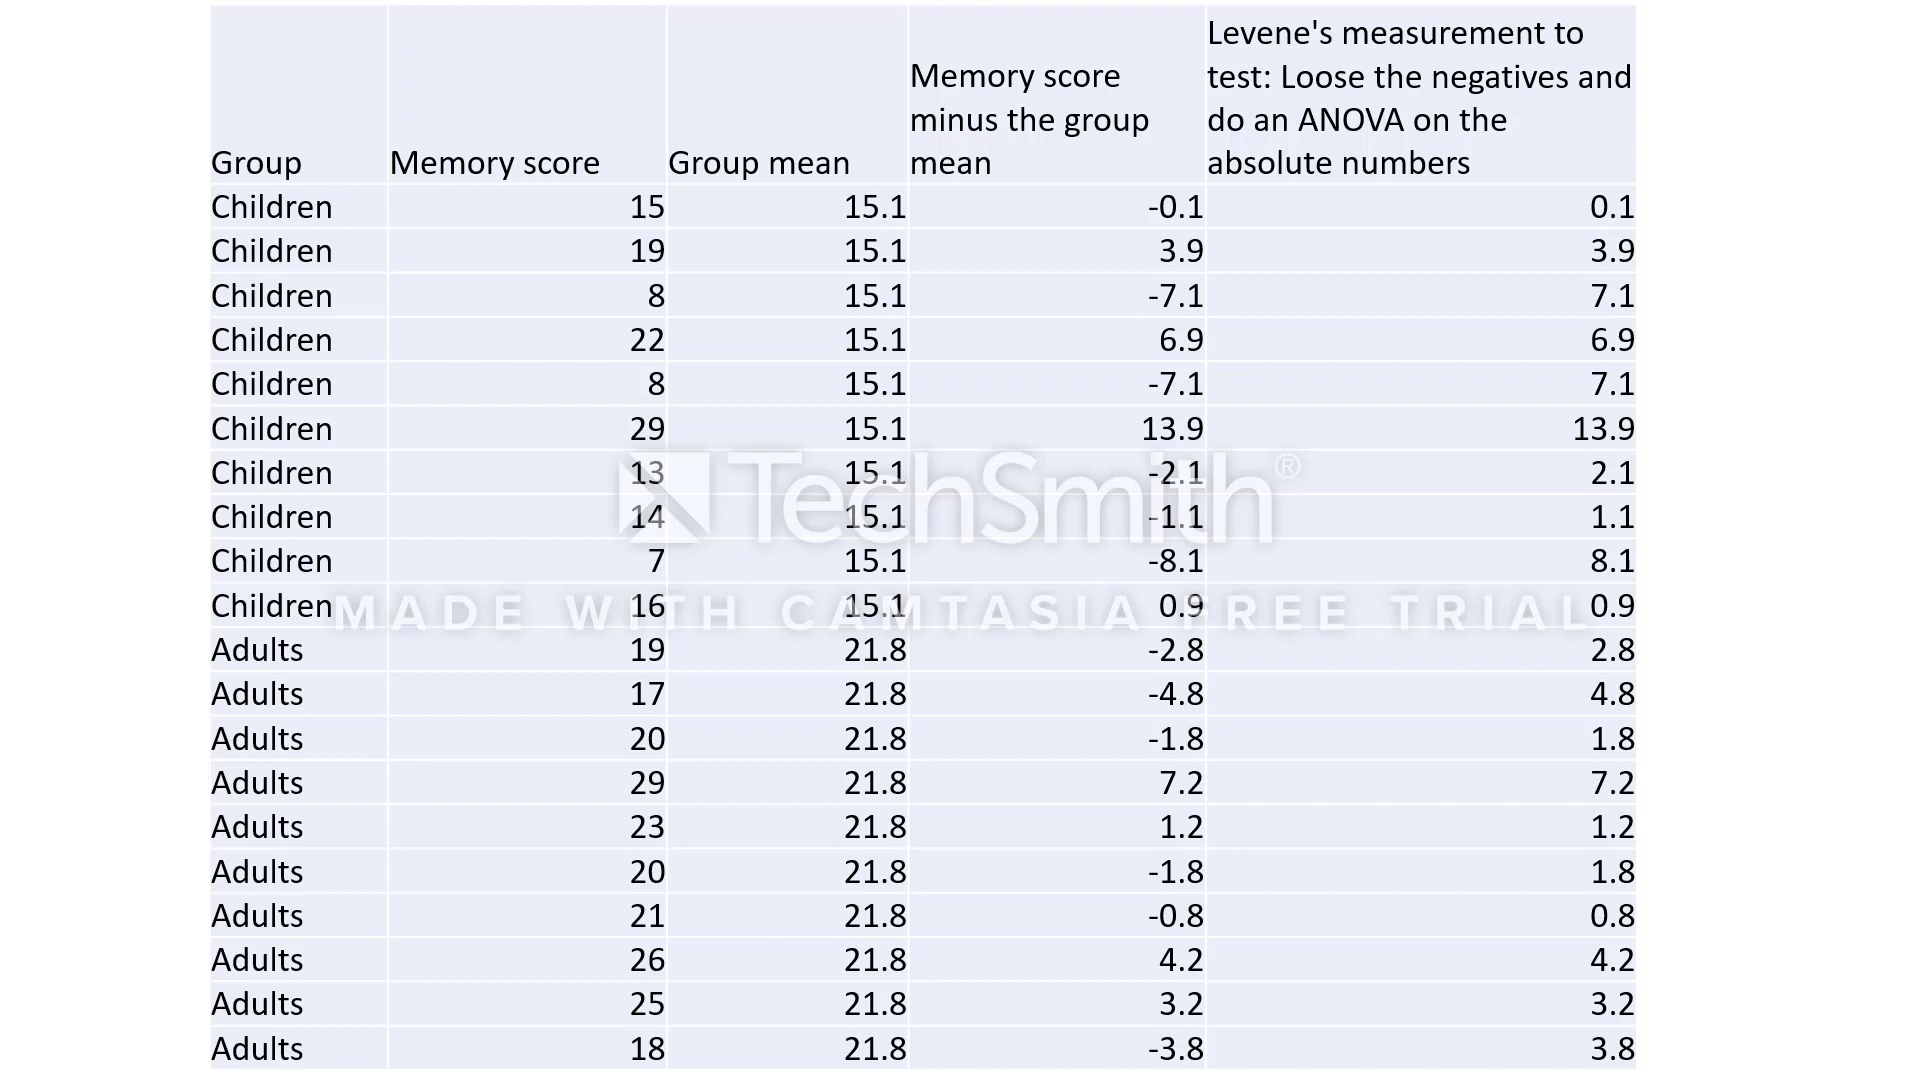 Group Memory score Group mean Memory score minus the group mean Levene's measurement to test: Loose the negatives and do an ANOVA on the absolute numbers
Children 15 15.1 -0.1 0.1
Children 19 15.1 3.9 3.9
Children 8 15.1 -7.1 7.1
Children 22 15.1 6.9 6.9
Children 8 15.1 -7.1 7.1
Children 29 15.1 13.9 13.9
Children 13 15.1 -2.1 2.1
Children 14 15.1 -1.1 1.1
Children 7 15.1 -8.1 8.1
Children 16 15.1 0.9 0.9
Adults 19 21.8 -2.8 2.8
Adults 17 21.8 -4.8 4.8
Adults 20 21.8 -1.8 1.8
Adults 29 21.8 7.2 7.2
Adults 23 21.8 1.2 1.2
Adults 20 21.8 -1.8 1.8
Adults 21 21.8 -0.8 0.8
Adults 26 21.8 4.2 4.2
Adults 25 21.8 3.2 3.2
Adults 18 21.8 -3.8 3.8
TechSmith®
MADE WITH CAMTASIA FREE TRIAL